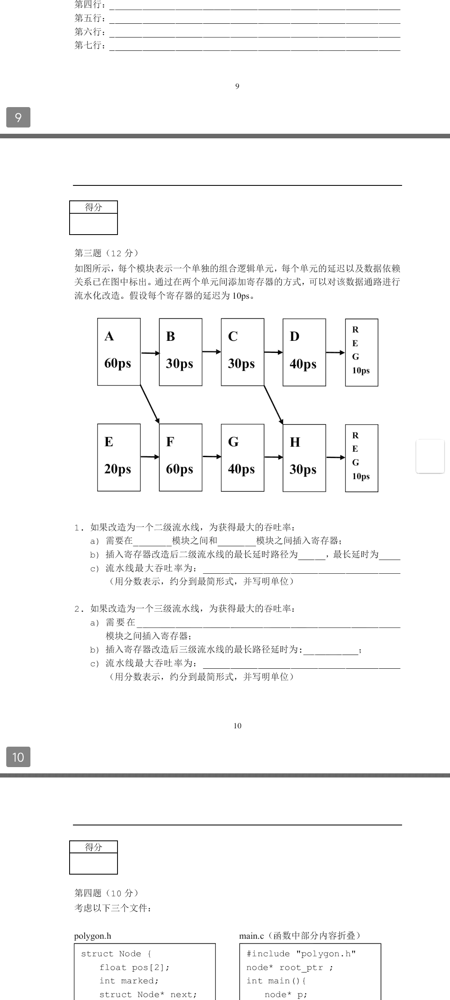 第四行：
第五行：
第六行：
第七行：
9
9
得分
第三题（12 分）
如图所示，每个模块表示一个单独的组合逻辑单元，每个单元的延迟以及数据依赖
关系已在图中标出。通过在两个单元间添加寄存器的方式，可以对该数据通路进行
流水化改造。假设每个寄存器的延迟为 10ps。
A
60ps
B
30ps
C
30ps
D
40ps
R
E
G
10ps
E
20ps
F
60ps
G
40ps
H
30ps
R
E
G
10ps
1. 如果改造为一个二级流水线，为获得最大的吞吐率：
a) 需要在_______模块之间和_______模块之间插入寄存器；
b) 插入寄存器改造后二级流水线的最长延时路径为_____，最长延时为____
c) 流水线最大吞吐率为：
（用分数表示，约分到最简形式，并写明单位）
2. 如果改造为一个三级流水线，为获得最大的吞吐率：
a) 需要在
模块之间插入寄存器；
b) 插入寄存器改造后三级流水线的最长路径延时为:__________；
c) 流水线最大吞吐率为：
（用分数表示，约分到最简形式，并写明单位）
10
10
得分
第四题（10 分）
考虑以下三个文件：
polygon.h
struct Node {
float pos[2];
int marked;
struct Node* next;
main.c（函数中部分内容折叠）
#include "polygon.h"
node* root_ptr ;
int main(){
node* p;